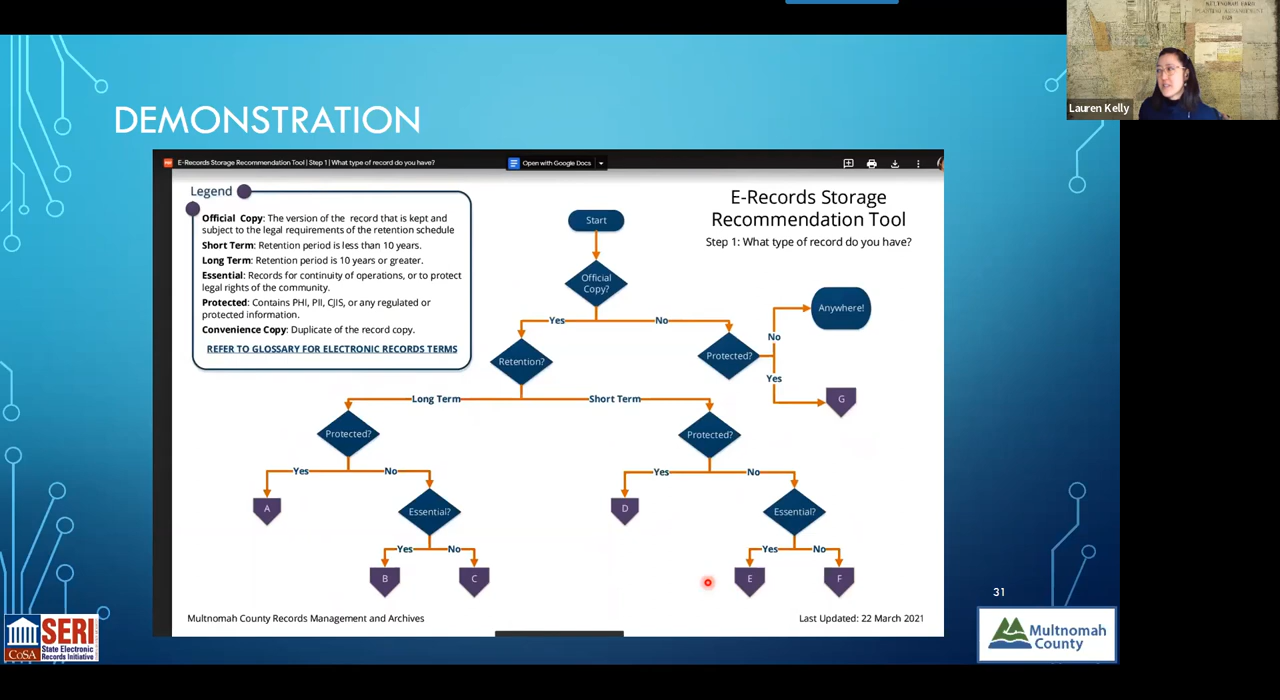 MULTNOMAH
Lauren Kelly
DEMONSTRATION
E-Records Storage Recommendation Tool | Step 1 | What type of record do you have?
Open with Google Docs
Legend
Official Copy: The version of the record that is kept and
subject to the legal requirements of the retention schedule
Short Term: Retention period is less than 10 years.
Long Term: Retention period is 10 years or greater.
Essential: Records for continuity of operations, or to protect
legal rights of the community.
Protected: Contains PHI, PII, CJIS, or any regulated or
protected information.
Convenience Copy: Duplicate of the record copy.
REFER TO GLOSSARY FOR ELECTRONIC RECORDS TERMS
E-Records Storage
Recommendation Tool
Step 1: What type of record do you have?
Start
Official
Copy?
Yes
No
Retention?
Protected?
No
Anywhere!
Yes
G
Long Term
Short Term
Protected?
Protected?
Yes
No
Yes
No
A
Essential?
D
Essential?
Yes
No
Yes
No
B
C
E
F
Multnomah County Records Management and Archives
Last Updated: 22 March 2021
31
SERI
CoSA
State Electronic
Records Initiative
Multnomah
County